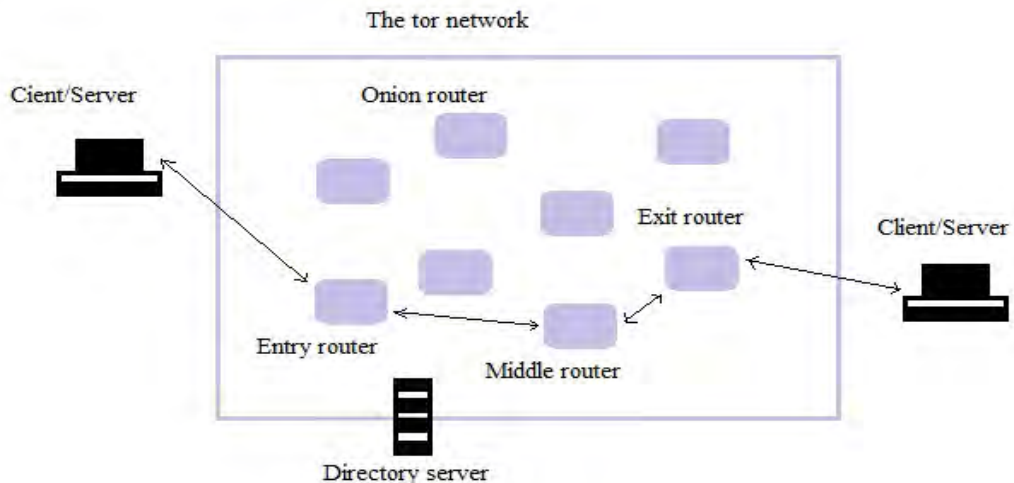 The tor network
Cient/Server
Onion router
Exit router
Client/Server
Entry router
Middle router
Directory server